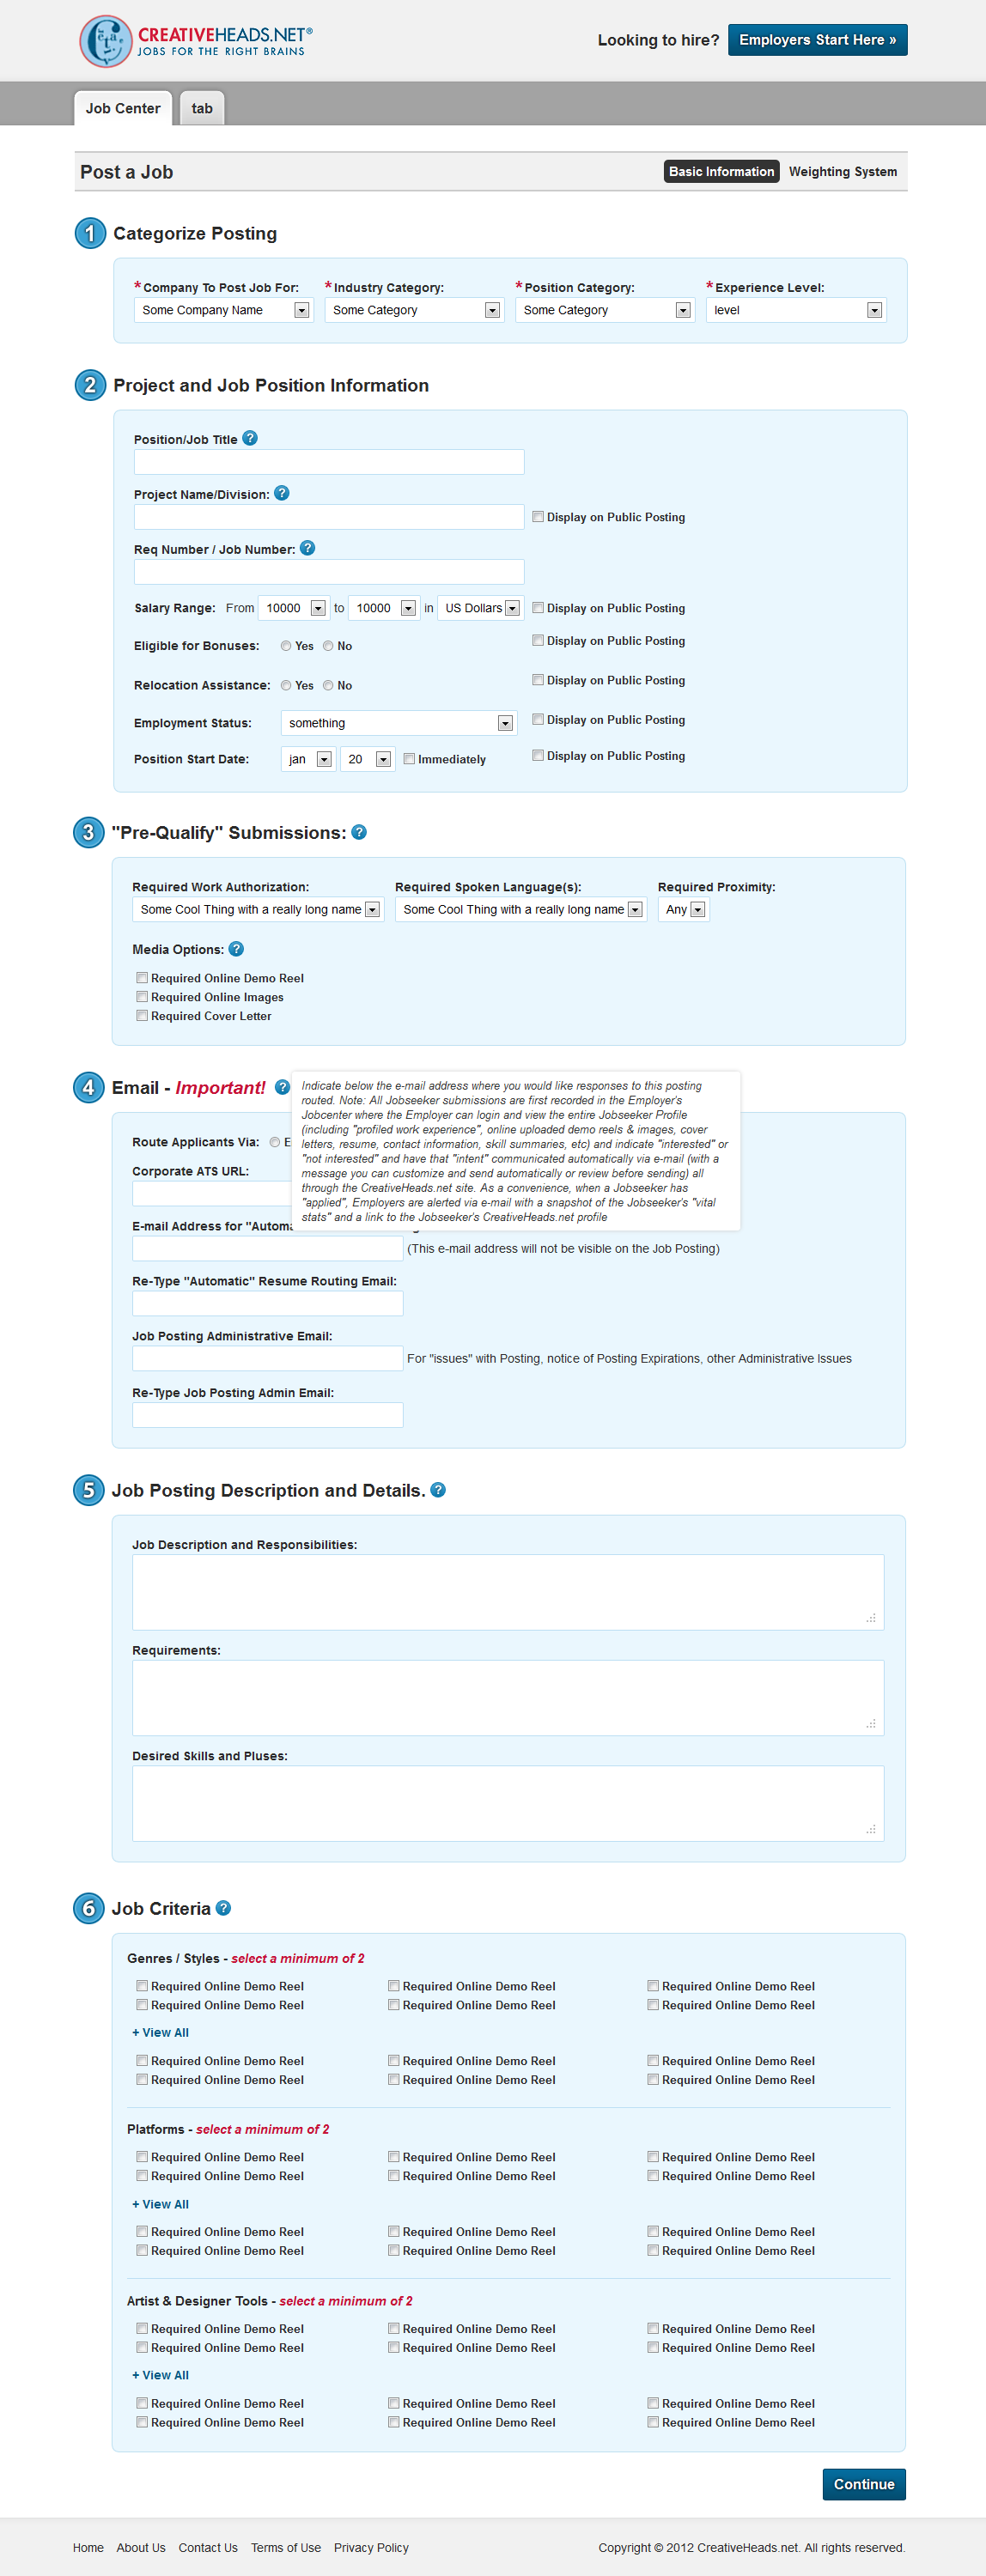 CREATIVEHEADS.NET®
JOBS FOR THE RIGHT BRAINS
Looking to hire? Employers Start Here »
Job Center tab
Post a Job Basic Information Weighting System
1 Categorize Posting
*Company To Post Job For: *Industry Category: *Position Category: *Experience Level:
Some Company Name Some Category Some Category level
2 Project and Job Position Information
Position/Job Title ?
Project Name/Division: ?
Display on Public Posting
Req Number / Job Number: ?
Salary Range: From 10000 to 10000 in US Dollars Display on Public Posting
Eligible for Bonuses: Yes No Display on Public Posting
Relocation Assistance: Yes No Display on Public Posting
Employment Status: something Display on Public Posting
Position Start Date: jan 20 Immediately Display on Public Posting
3 "Pre-Qualify" Submissions: ?
Required Work Authorization: Required Spoken Language(s): Required Proximity:
Some Cool Thing with a really long name Some Cool Thing with a really long name Any
Media Options: ?
Required Online Demo Reel
Required Online Images
Required Cover Letter
4 Email - Important! ?
Indicate below the e-mail address where you would like responses to this posting
routed. Note: All Jobseeker submissions are first recorded in the Employer's
Jobcenter where the Employer can login and view the entire Jobseeker Profile
(including "profiled work experience", online uploaded demo reels & images, cover
letters, resume, contact information, skill summaries, etc) and indicate "interested" or
"not interested" and have that "intent" communicated automatically via e-mail (with a
message you can customize and send automatically or review before sending) all
through the CreativeHeads.net site. As a convenience, when a Jobseeker has
"applied", Employers are alerted via e-mail with a snapshot of the Jobseeker's "vital
stats" and a link to the Jobseeker's CreativeHeads.net profile
Route Applicants Via: E
Corporate ATS URL:
E-mail Address for "Automa
(This e-mail address will not be visible on the Job Posting)
Re-Type "Automatic" Resume Routing Email:
Job Posting Administrative Email:
For "issues" with Posting, notice of Posting Expirations, other Administrative Issues
Re-Type Job Posting Admin Email:
5 Job Posting Description and Details. ?
Job Description and Responsibilities:
Requirements:
Desired Skills and Pluses:
6 Job Criteria ?
Genres / Styles - select a minimum of 2
Required Online Demo Reel Required Online Demo Reel Required Online Demo Reel
Required Online Demo Reel Required Online Demo Reel Required Online Demo Reel
+ View All
Required Online Demo Reel Required Online Demo Reel Required Online Demo Reel
Required Online Demo Reel Required Online Demo Reel Required Online Demo Reel
Platforms - select a minimum of 2
Required Online Demo Reel Required Online Demo Reel Required Online Demo Reel
Required Online Demo Reel Required Online Demo Reel Required Online Demo Reel
+ View All
Required Online Demo Reel Required Online Demo Reel Required Online Demo Reel
Required Online Demo Reel Required Online Demo Reel Required Online Demo Reel
Artist & Designer Tools - select a minimum of 2
Required Online Demo Reel Required Online Demo Reel Required Online Demo Reel
Required Online Demo Reel Required Online Demo Reel Required Online Demo Reel
+ View All
Required Online Demo Reel Required Online Demo Reel Required Online Demo Reel
Required Online Demo Reel Required Online Demo Reel Required Online Demo Reel
Continue
Home About Us Contact Us Terms of Use Privacy Policy Copyright © 2012 CreativeHeads.net. All rights reserved.